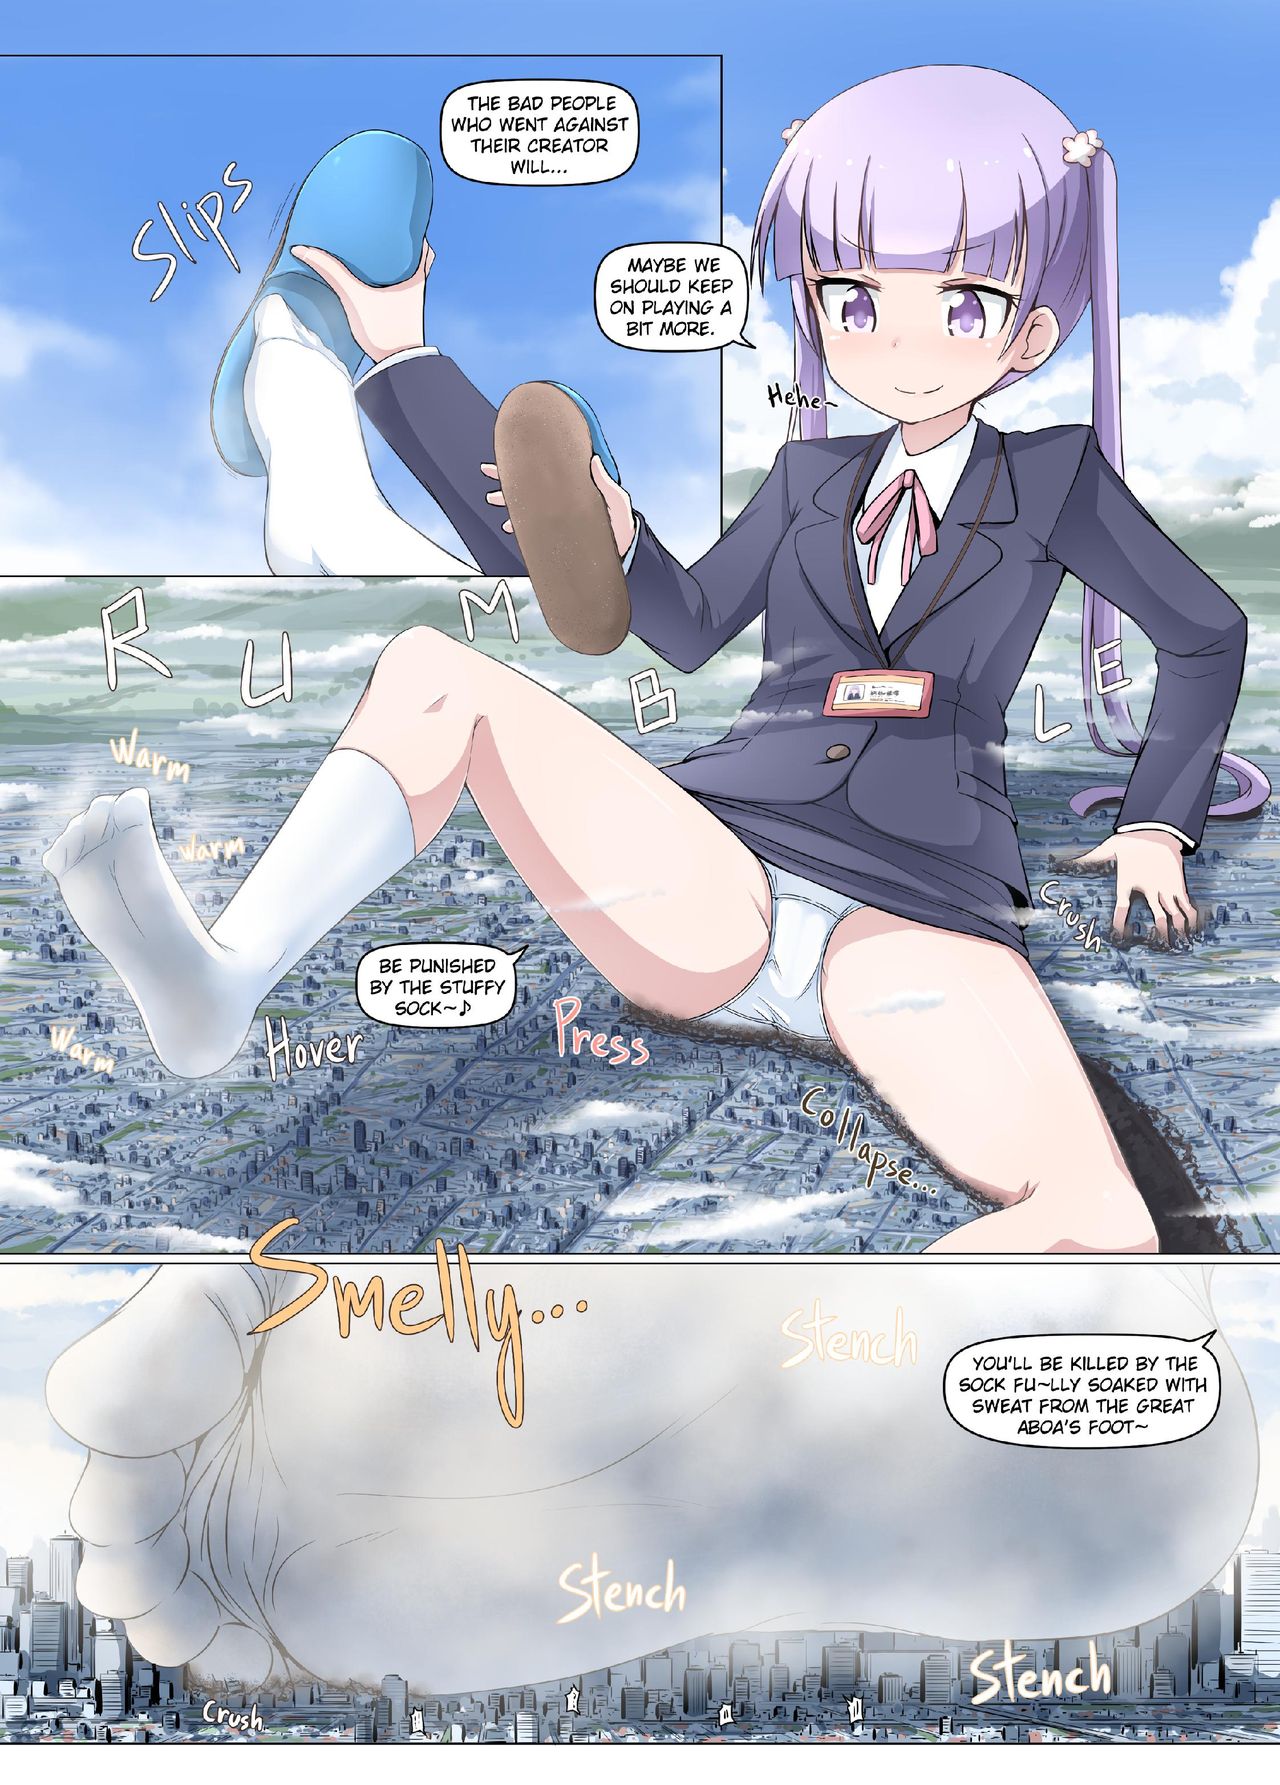 THE BAD PEOPLE
WHO WENT AGAINST
THEIR CREATOR
WILL...
Slips
MAYBE WE
SHOULD KEEP
ON PLAYING A
BIT MORE.
Hehe~
RUMBLE
Warm
Warm
Crush
BE PUNISHED
BY THE STUFFY
SOCK~♪
Warm
Hover
Press
Collapse...
Smelly...
Stench
YOU'LL BE KILLED BY THE
SOCK FU~LLY SOAKED WITH
SWEAT FROM THE GREAT
ABOA'S FOOT~
Stench
Stench
Crush